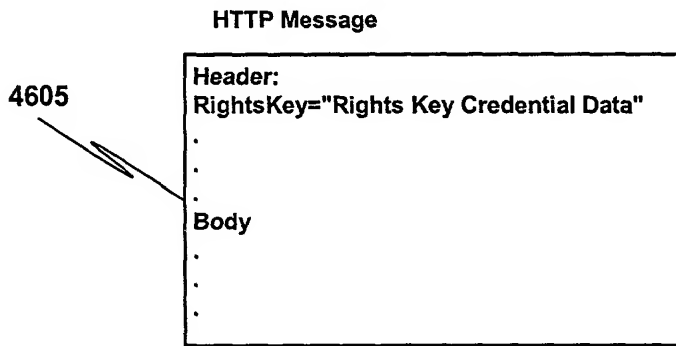 HTTP Message
4605
Header:
RightsKey="Rights Key Credential Data"
.
.
.
Body
.
.
.